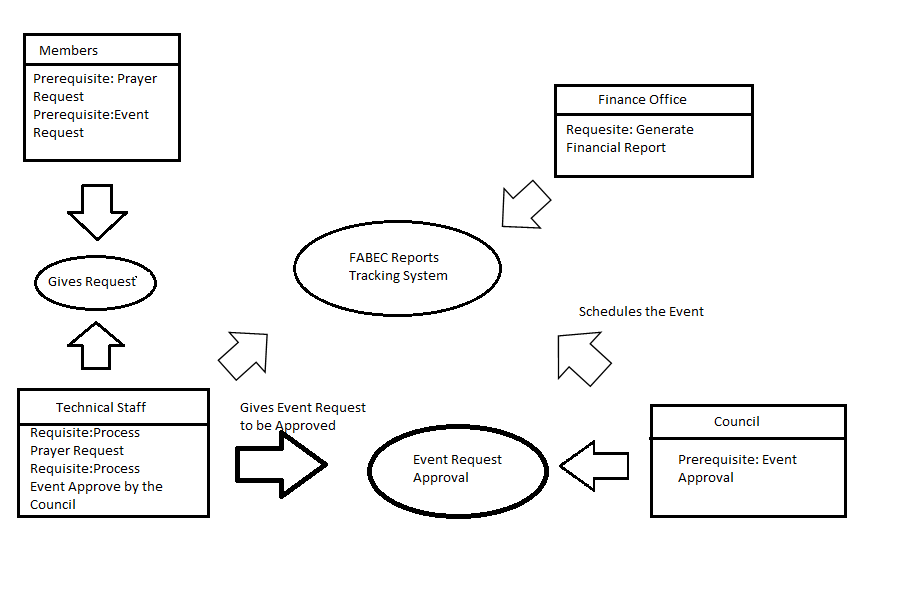 Members
Prerequisite: Prayer
Request
Prerequisite:Event
Request
Finance Office
Requesite: Generate
Financial Report
FABEC Reports
Tracking System
Gives Request`
Schedules the Event
Technical Staff
Requisite:Process
Prayer Request
Requisite:Process
Event Approve by the
Council
Gives Event Request
to be Approved
Event Request
Approval
Council
Prerequisite: Event
Approval